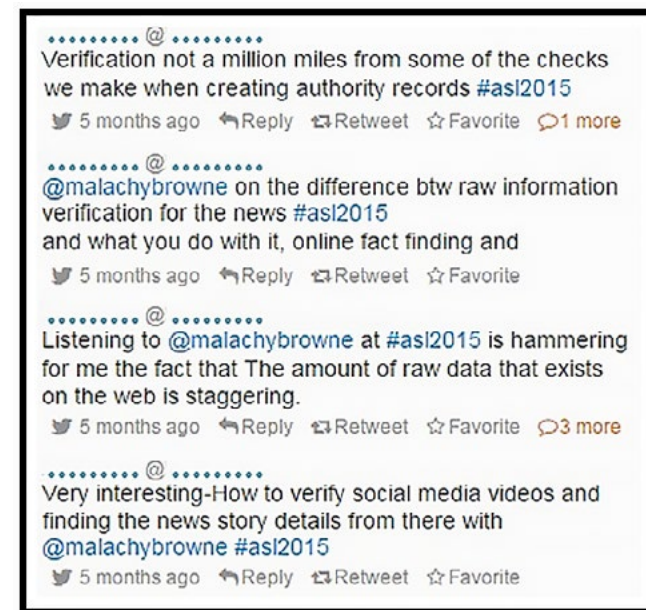 ......... @ .........
Verification not a million miles from some of the checks
we make when creating authority records #asl2015
5 months ago Reply Retweet Favorite 1 more
......... @ .........
@malachybrowne on the difference btw raw information
verification for the news #asl2015
and what you do with it, online fact finding and
5 months ago Reply Retweet Favorite
......... @ .........
Listening to @malachybrowne at #asl2015 is hammering
for me the fact that The amount of raw data that exists
on the web is staggering.
5 months ago Reply Retweet Favorite 3 more
......... @ .........
Very interesting-How to verify social media videos and
finding the news story details from there with
@malachybrowne #asl2015
5 months ago Reply Retweet Favorite